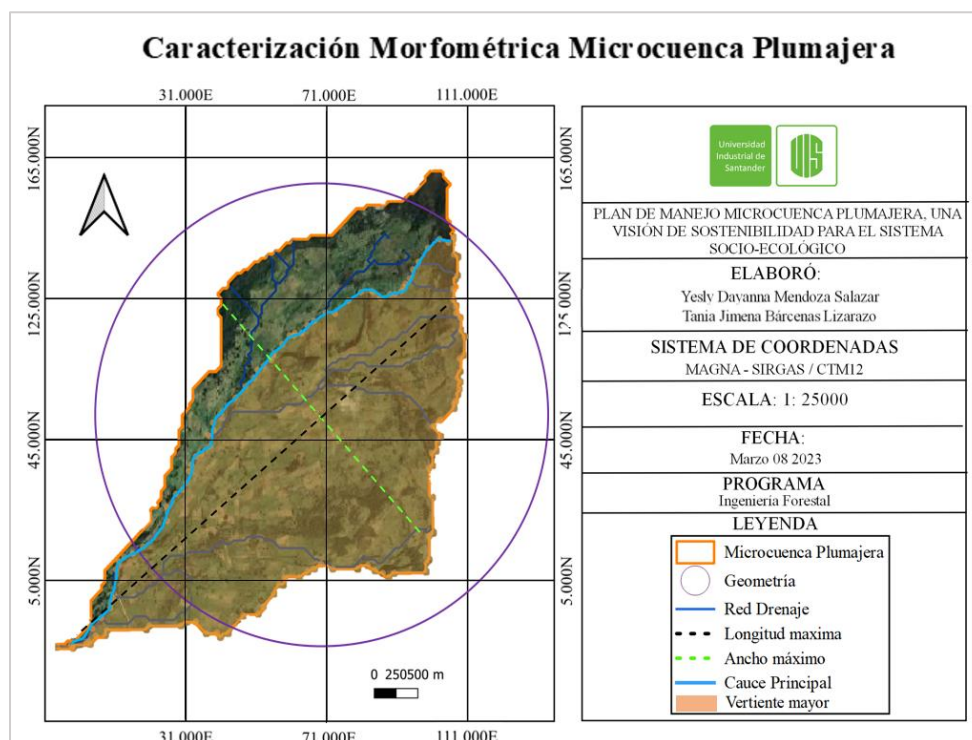 Caracterización Morfométrica Microcuenca Plumajera
31.000E 71.000E 111.000E
165.000N 165.000N
125.000N 125.000N
45.000N 45.000N
5.000N 5.000N
0 250500 m
31.000E 71.000E 111.000E
Universidad
Industrial de
Santander
UIS
PLAN DE MANEJO MICROCUENCA PLUMAJERA, UNA
VISIÓN DE SOSTENIBILIDAD PARA EL SISTEMA
SOCIO-ECOLÓGICO
ELABORÓ:
Yesly Dayanna Mendoza Salazar
Tania Jimena Bárcenas Lizarazo
SISTEMA DE COORDENADAS
MAGNA - SIRGAS / CTM12
ESCALA: 1: 25000
FECHA:
Marzo 08 2023
PROGRAMA
Ingeniería Forestal
LEYENDA
Microcuenca Plumajera
Geometría
Red Drenaje
Longitud maxima
Ancho máximo
Cauce Principal
Vertiente mayor